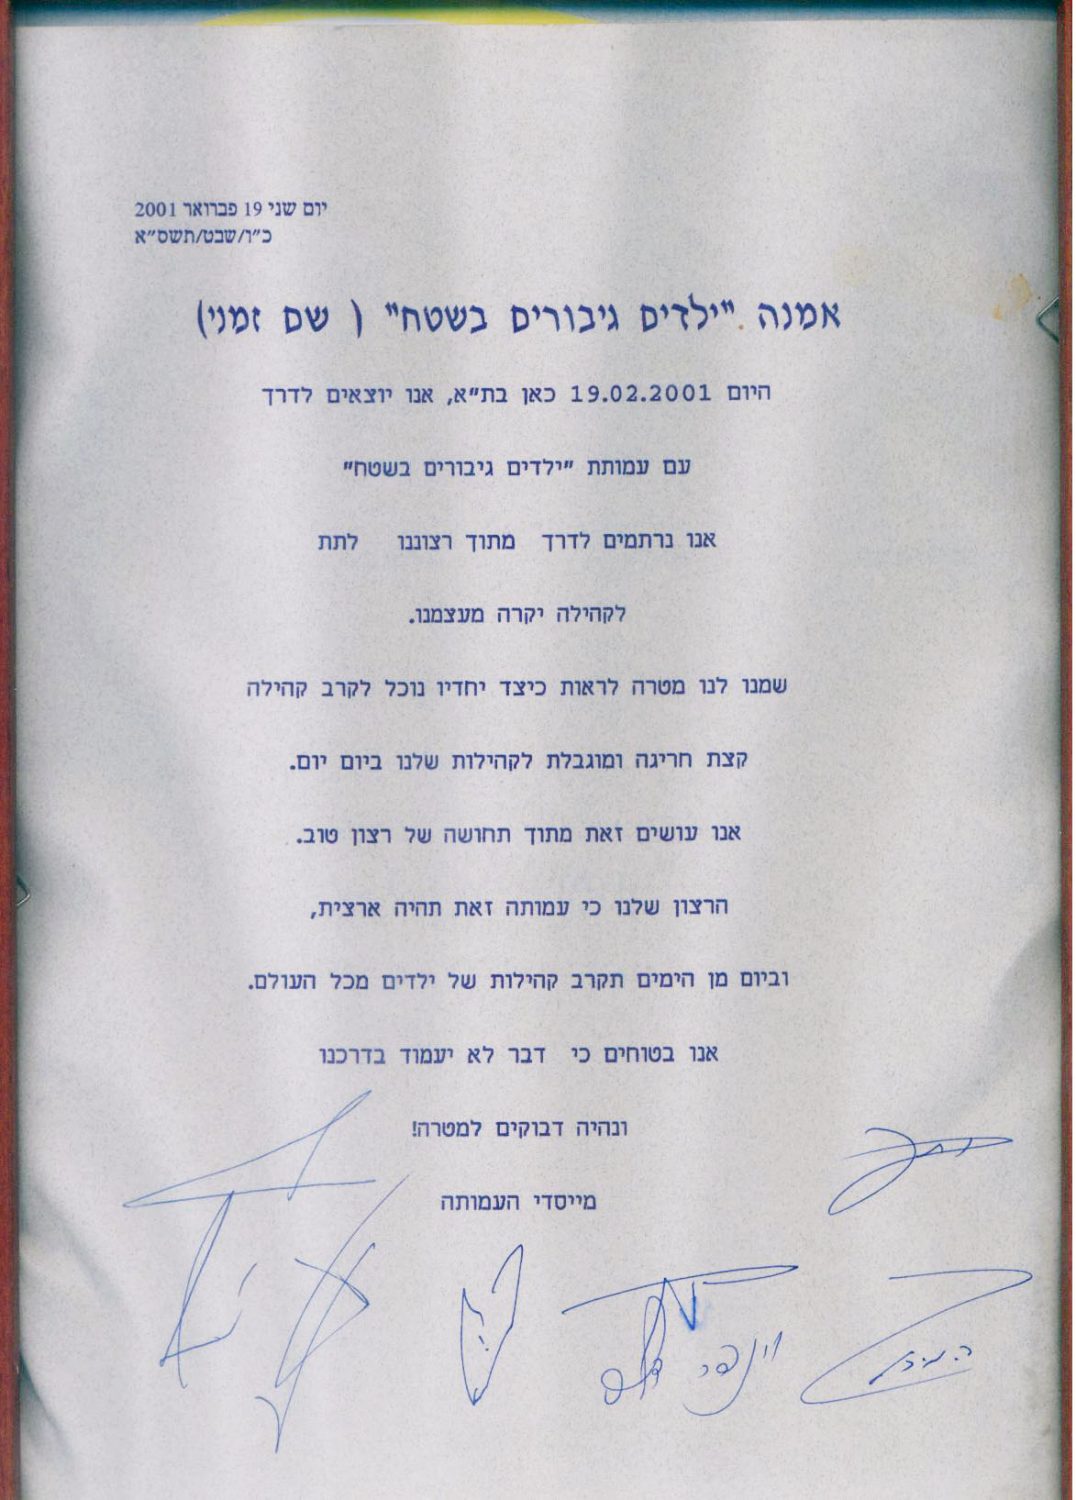 יום שני 19 פברואר 2001
כ"ו/שבט/תשס"א
אמנה "ילדים גיבורים בשטח" ( שם זמני)
היום 19.02.2001 כאן בת"א, אנו יוצאים לדרך
עם עמותת "ילדים גיבורים בשטח"
אנו נרתמים לדרך מתוך רצוננו לתת
לקהילה יקרה מעצמנו.
שמנו לנו מטרה לראות כיצד יחדיו נוכל לקרב קהילה
קצת חריגה ומוגבלת לקהילות שלנו ביום יום.
אנו עושים זאת מתוך תחושה של רצון טוב.
הרצון שלנו כי עמותה זאת תהיה ארצית,
וביום מן הימים תקרב קהילות של ילדים מכל העולם.
אנו בטוחים כי דבר לא יעמוד בדרכנו
ונהיה דבוקים למטרה!
מייסדי העמותה